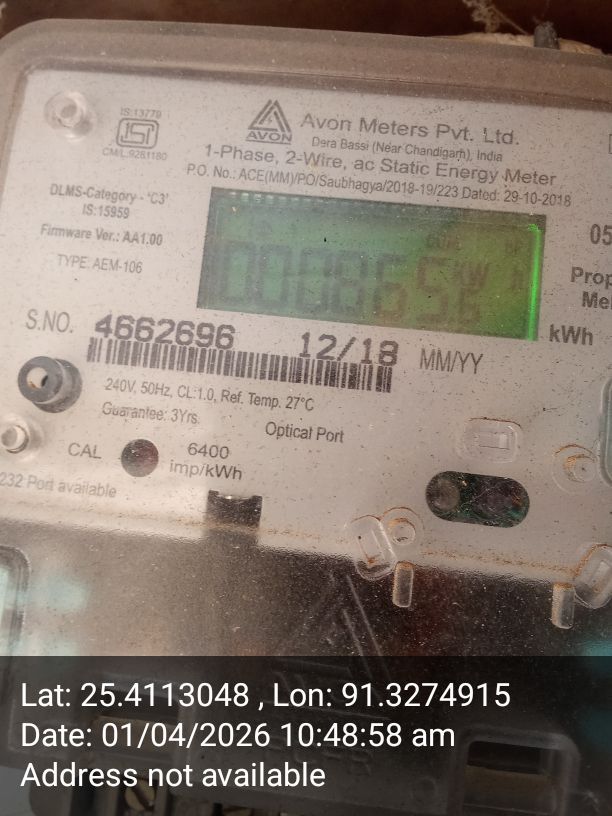 IS:13779
ISI
CM/L.9281180
AVON
Avon Meters Pvt. Ltd.
Dera Bassi (Near Chandigarh), India
1-Phase, 2-Wire, ac Static Energy Meter
P.O. No.: ACE(MM)/PO/Saubhagya/2018-19/223 Dated: 29-10-2018
DLMS-Category - 'C3'
IS:15959
Firmware Ver.: AA1.00
TYPE: AEM-106
05
Prop
Me
kWh
S.NO. 4662696 12/18 MM/YY
240V, 50Hz, CL:1.0, Ref. Temp. 27°C
Guarantee: 3Yrs.
Optical Port
CAL
6400
imp/kWh
232 Port available
Lat: 25.4113048 , Lon: 91.3274915
Date: 01/04/2026 10:48:58 am
Address not available